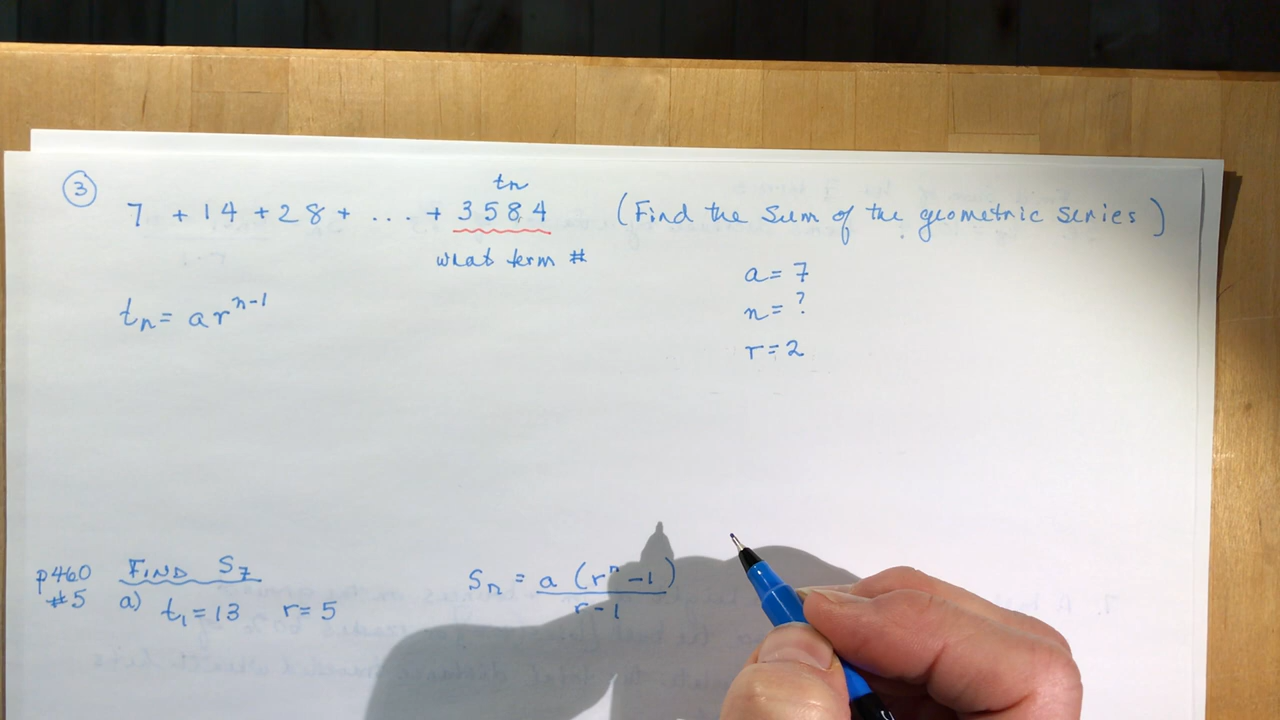 ③
tn
7 + 14 + 28 + ... + 3584 (Find the Sum of the geometric series)
what term #
a = 7
n = ?
r = 2
tn = ar^n-1
p460
#5
FIND S7
a) t1 = 13 r = 5
Sn = a (r^n - 1)
r - 1